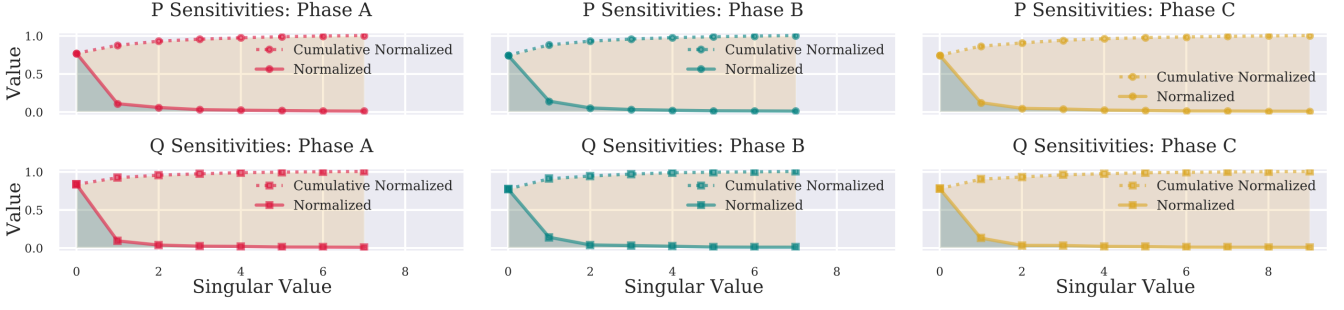 P Sensitivities: Phase A
P Sensitivities: Phase B
P Sensitivities: Phase C
Value
1.0
0.5
0.0
Cumulative Normalized
Normalized
Cumulative Normalized
Normalized
Cumulative Normalized
Normalized
Q Sensitivities: Phase A
Q Sensitivities: Phase B
Q Sensitivities: Phase C
Value
1.0
0.5
0.0
Cumulative Normalized
Normalized
Cumulative Normalized
Normalized
Cumulative Normalized
Normalized
0 2 4 6 8
0 2 4 6 8
0 2 4 6 8
Singular Value
Singular Value
Singular Value